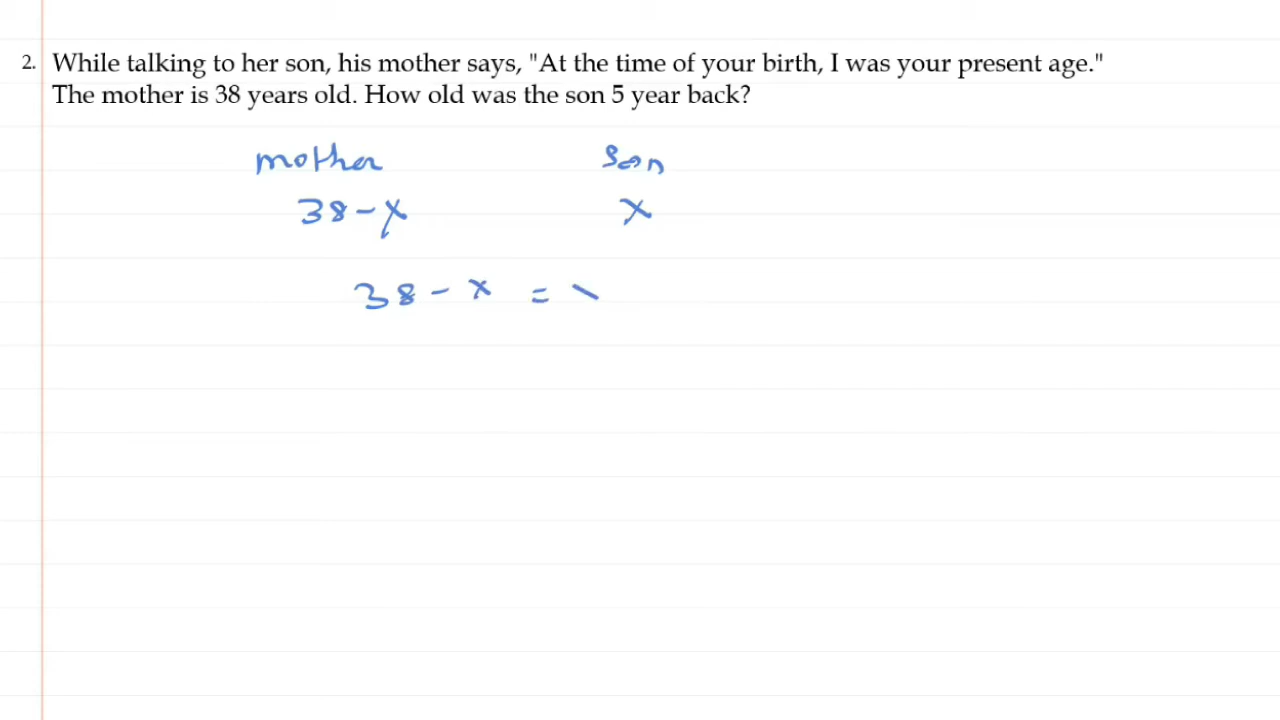 2. While talking to her son, his mother says, "At the time of your birth, I was your present age."
The mother is 38 years old. How old was the son 5 year back?
mother son
38-x x
38-x =